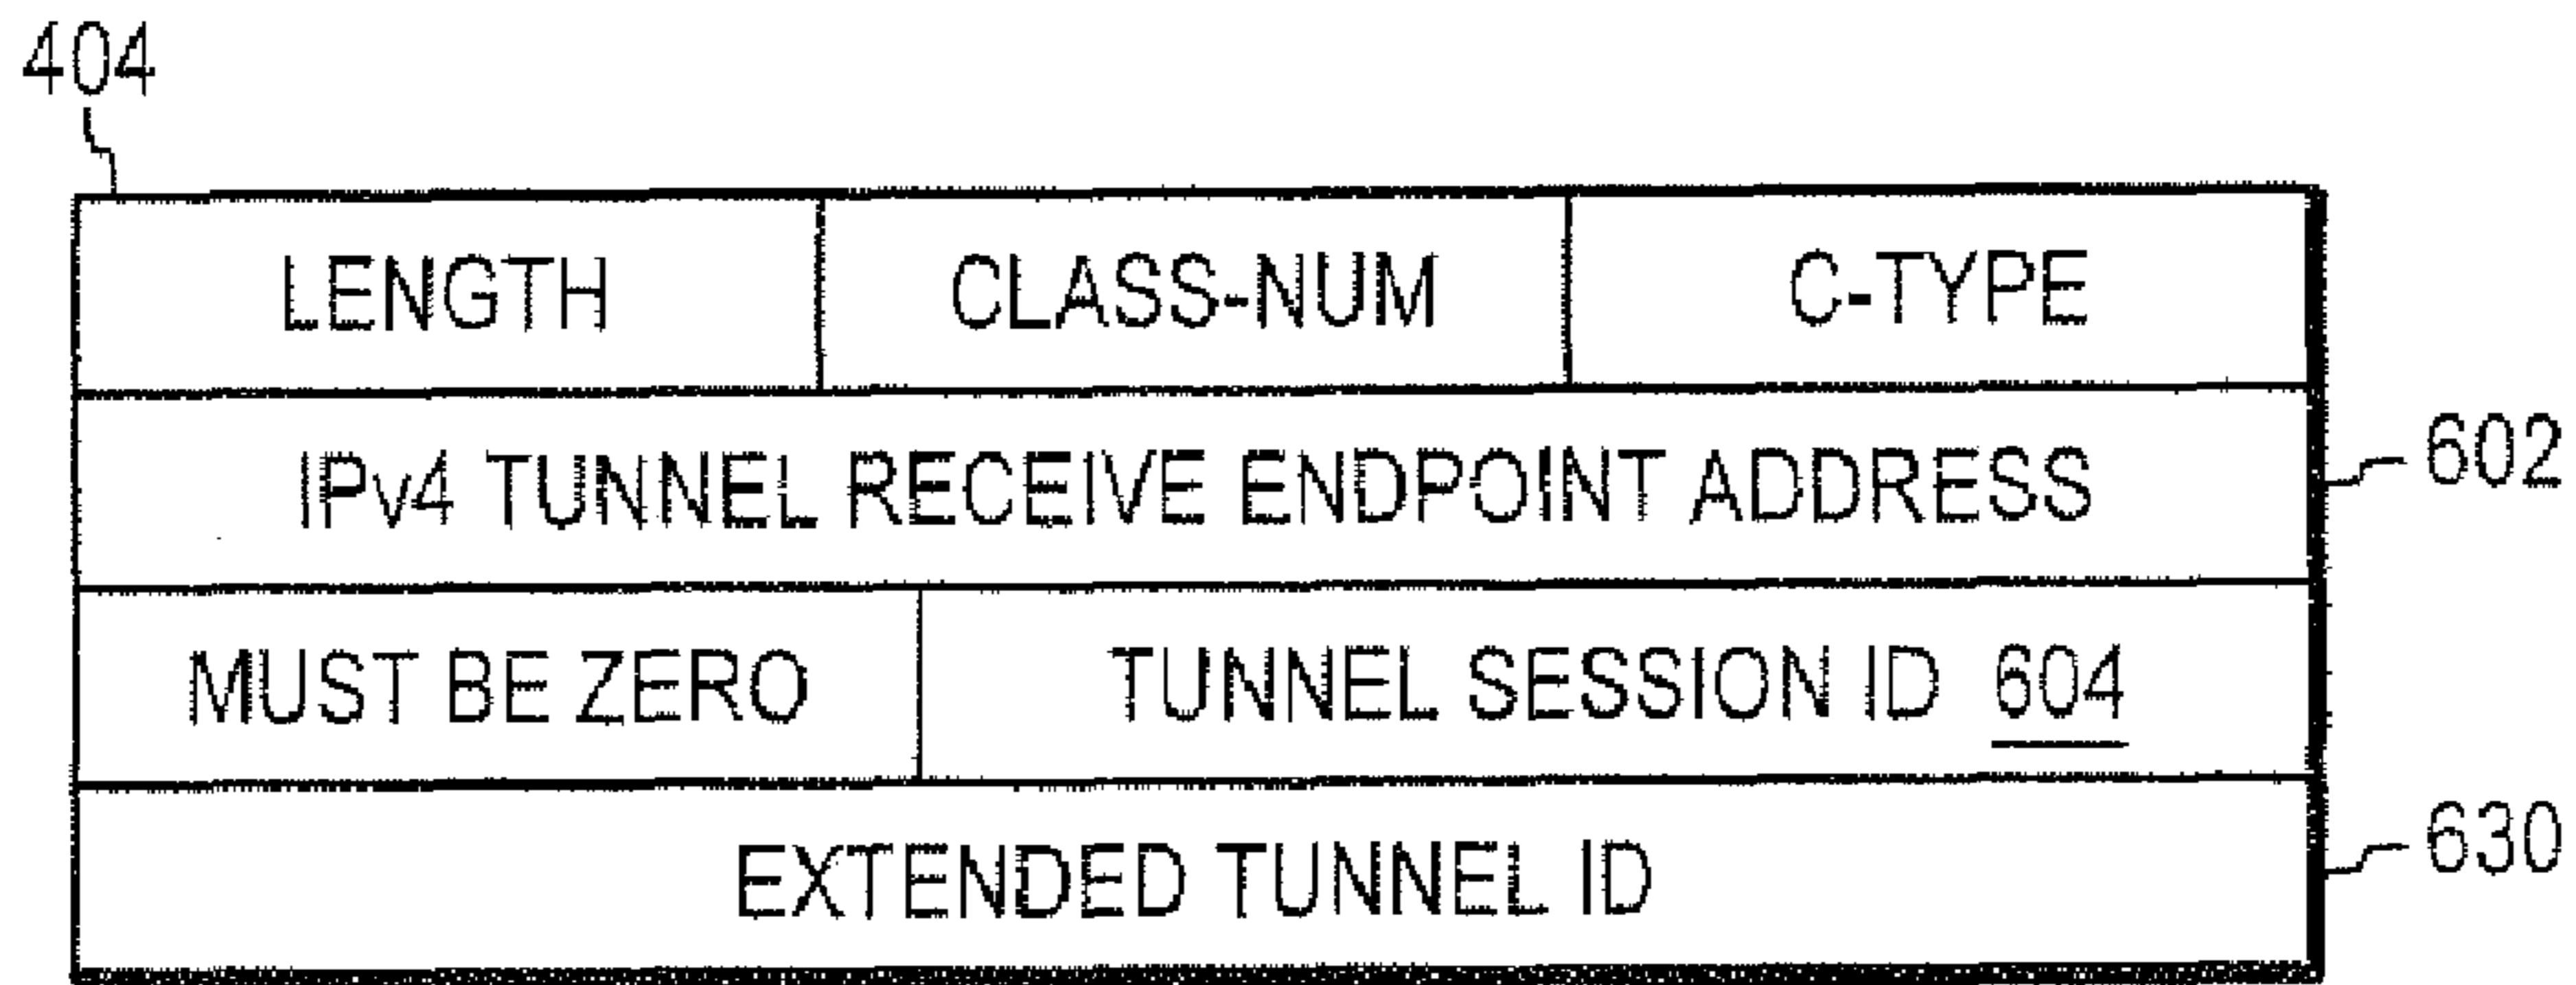 404
LENGTH CLASS-NUM C-TYPE
IPv4 TUNNEL RECEIVE ENDPOINT ADDRESS 602
MUST BE ZERO TUNNEL SESSION ID 604
EXTENDED TUNNEL ID 630